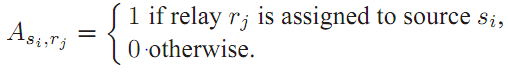 A_{s_i,r_j} = { 1 if relay r_j is assigned to source s_i,
0 otherwise.